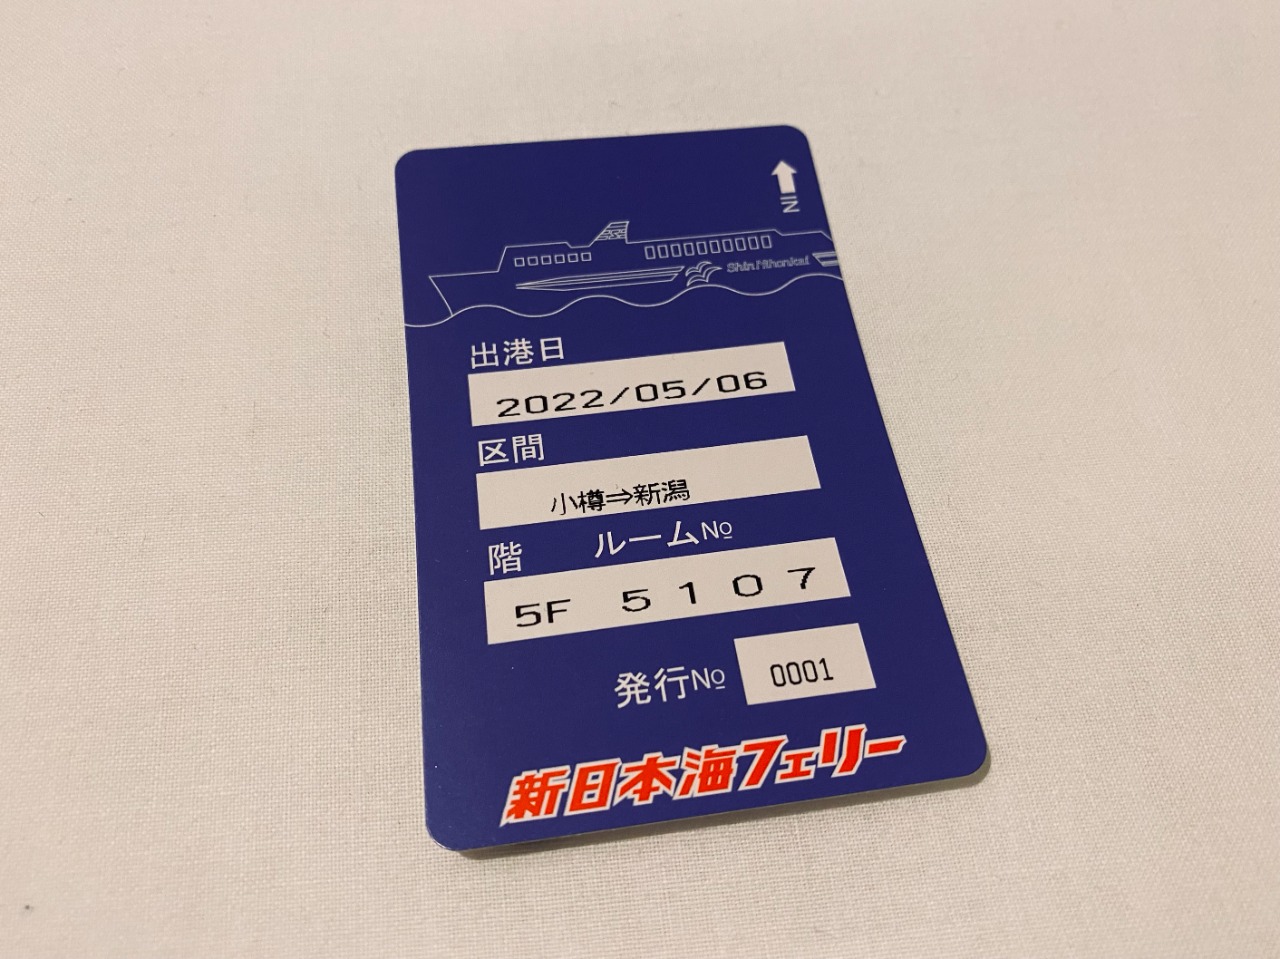 IN
Shin Nihonkai
出港日
2022/05/06
区間
小樽⇒新潟
階 ルーム№
5F 5107
発行№ 0001
新日本海フェリー